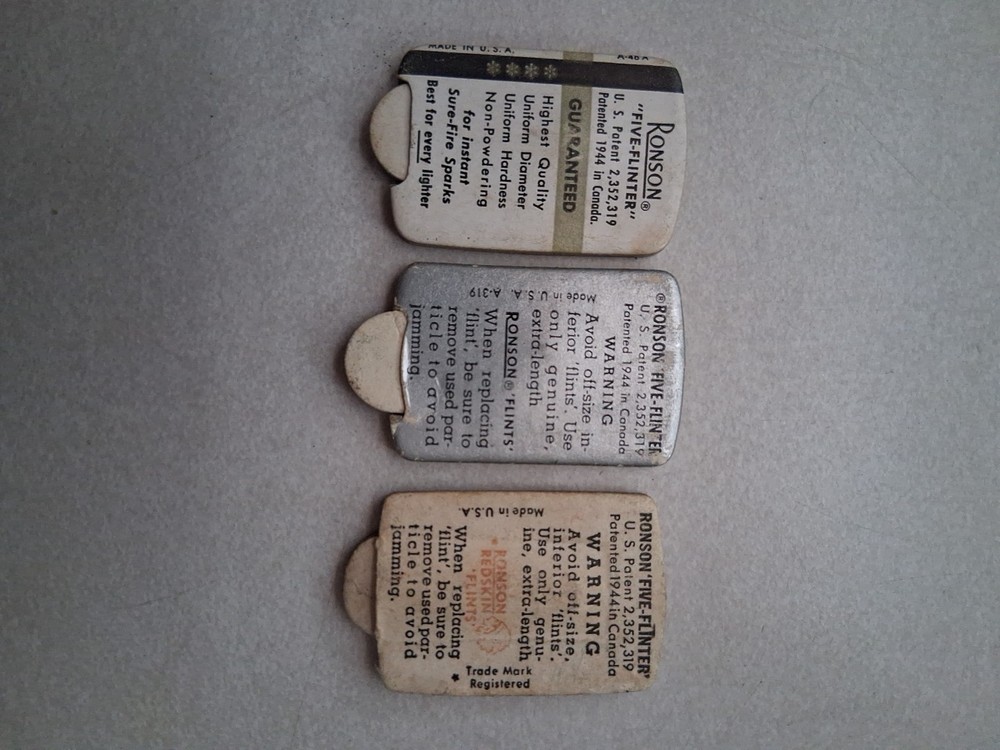 RONSON®
"FIVE-FLINTER"
U. S. Patent 2,352,319
Patented 1944 in Canada.
GUARANTEED
Highest Quality
Uniform Diameter
Uniform Hardness
Non-Powdering
for instant
Sure-Fire Sparks
Best for every lighter
MADE IN U.S.A.
A-48A
®RONSON 'FIVE-FLINTER
U. S. Patent 2,352,319
Patented 1944 in Canada
WARNING
Avoid off-size in-
ferior 'flints'. Use
only genuine,
extra-length
RONSON® 'FLINTS'
When replacing
'flint', be sure to
remove used par-
ticle to avoid
jamming.
Made in U.S.A. A-319
RONSON 'FIVE-FLINTER'
U. S. Patent 2,352,319
Patented 1944 in Canada
WARNING
Avoid off-size,
inferior 'flints'.
Use only genu-
ine, extra-length
* RONSON
REDSKIN
'FLINTS'
When replacing
'flint', be sure to
remove used par-
ticle to avoid
jamming.
Made in U.S.A.
* Trade Mark
Registered